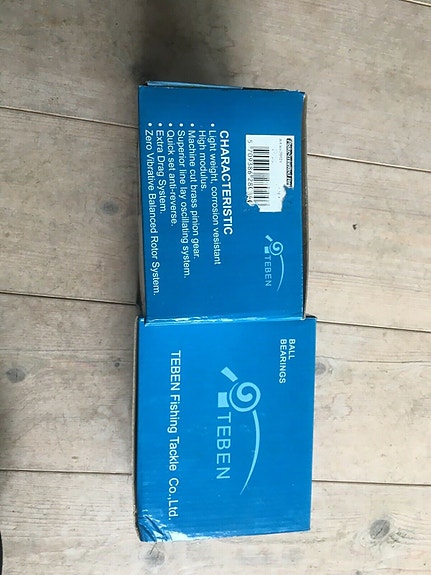 CHARACTERISTIC
• Light weight, corrosion vesistant
High modulus.
• Machine cut brass pinion gear.
• Superior line lay oscillating system.
• Quick set anti-reverse.
• Extra Drag System.
• Zero Vibrative Balanced Rotor System.
TEBEN
BALL
BEARINGS
TEBEN
TEBEN Fishing Tackle Co.,Ltd.